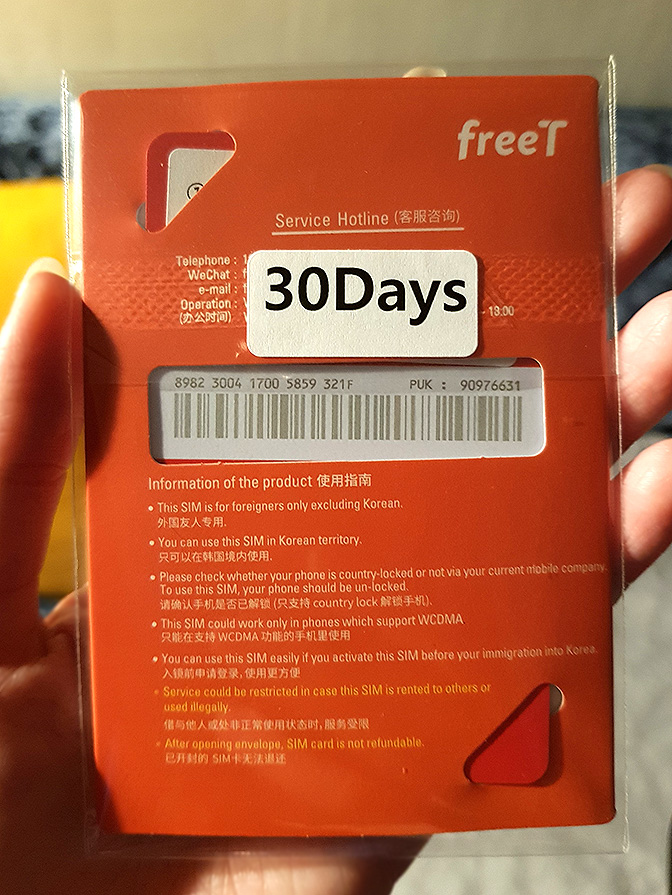 freeT
Service Hotline (客服咨询)
Telephone : 1
WeChat : f
e-mail : f
Operation :
(办公时间)
- 18:00
30Days
8982 3004 1700 5859 321F PUK : 90976631
Information of the product 使用指南
• This SIM is for foreigners only excluding Korean.
外国友人专用.
• You can use this SIM in Korean territory.
只可以在韩国境内使用.
• Please check whether your phone is country-locked or not via your current mobile company.
To use this SIM, your phone should be un-locked.
请确认手机是否已解锁 (只支持 country lock 解锁手机).
• This SIM could work only in phones which support WCDMA
只能在支持 WCDMA 功能的手机里使用
• You can use this SIM easily if you activate this SIM before your immigration into Korea.
入镜前申请登录, 使用更方便
• Service could be restricted in case this SIM is rented to others or
used illegally.
借与他人或处非正常使用状态时, 服务受限
• After opening envelope, SIM card is not refundable.
已开封的 SIM卡无法退还